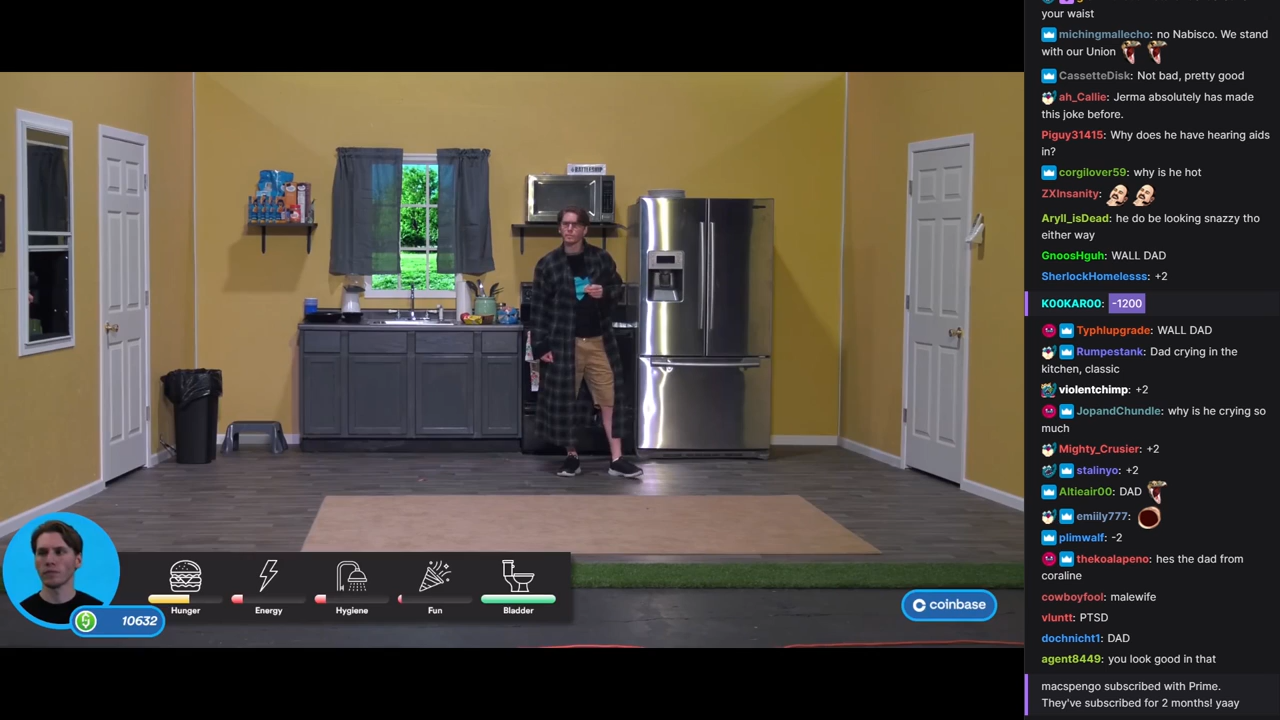 BATTLESHIP
Hunger
Energy
Hygiene
Fun
Bladder
10632
coinbase
your waist
michingmallecho: no Nabisco. We stand
with our Union
CassetteDisk: Not bad, pretty good
ah_Callie: Jerma absolutely has made
this joke before.
Piguy31415: Why does he have hearing aids
in?
corgilover59: why is he hot
ZXInsanity:
Aryll_isDead: he do be looking snazzy tho
either way
GnoosHguh: WALL DAD
SherlockHomelesss: +2
K00KAR00: -1200
Typhlupgrade: WALL DAD
Rumpestank: Dad crying in the
kitchen, classic
violentchimp: +2
JopandChundle: why is he crying so
much
Mighty_Crusier: +2
stalinyo: +2
Altieair00: DAD
emiily777:
plimwalf: -2
thekoalapeno: hes the dad from
coraline
cowboyfool: malewife
vluntt: PTSD
dochnicht1: DAD
agent8449: you look good in that
macspengo subscribed with Prime.
They've subscribed for 2 months! yaay